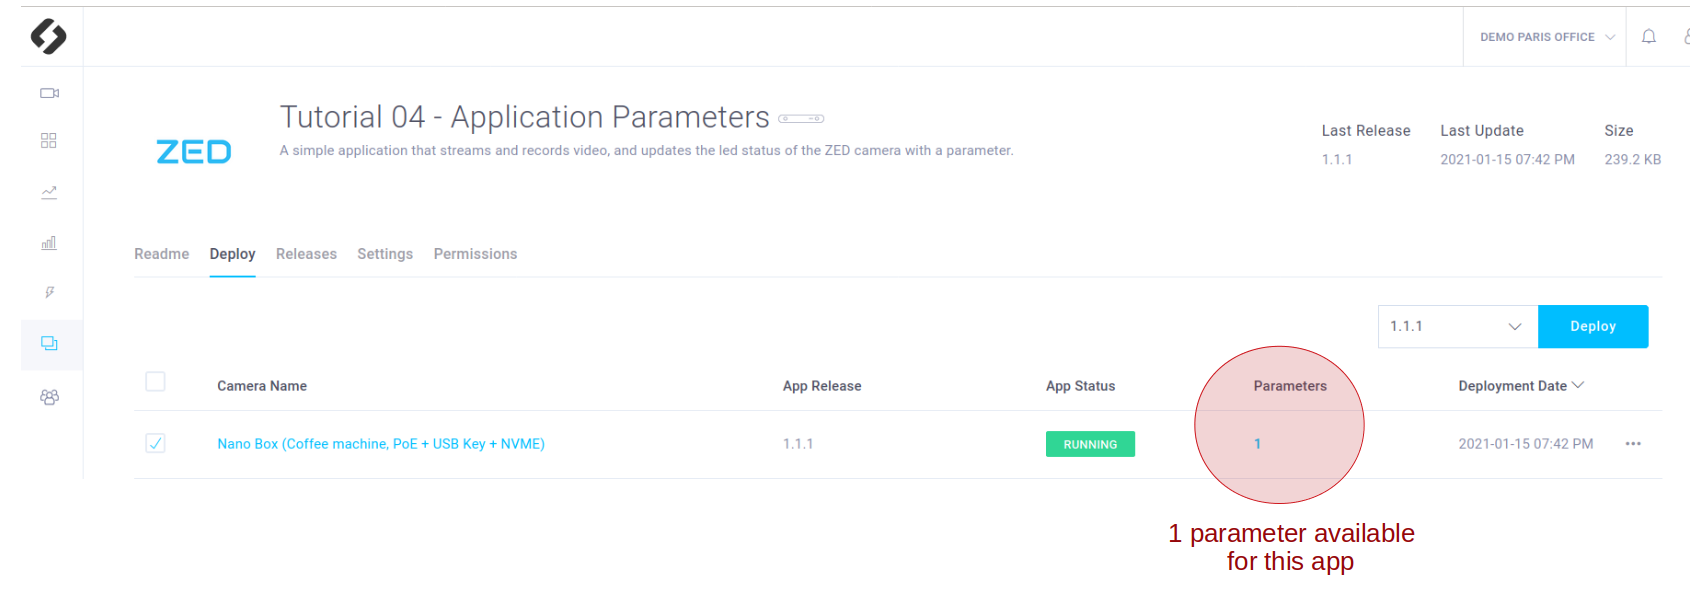 DEMO PARIS OFFICE
Tutorial 04 - Application Parameters
ZED
A simple application that streams and records video, and updates the led status of the ZED camera with a parameter.
Last Release Last Update Size
1.1.1 2021-01-15 07:42 PM 239.2 KB
Readme Deploy Releases Settings Permissions
1.1.1 Deploy
Camera Name App Release App Status Parameters Deployment Date
Nano Box (Coffee machine, PoE + USB Key + NVME) 1.1.1 RUNNING 1 2021-01-15 07:42 PM
1 parameter available
for this app